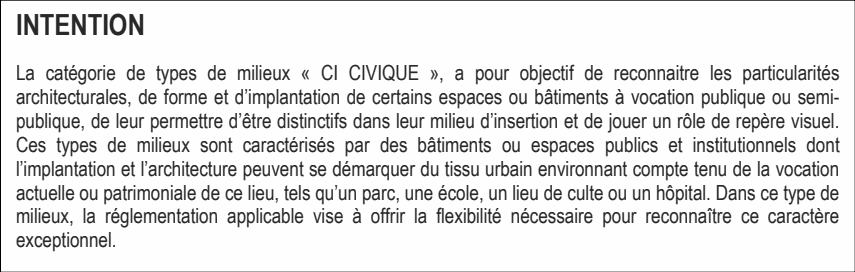 INTENTION
La catégorie de types de milieux « CI CIVIQUE », a pour objectif de reconnaitre les particularités
architecturales, de forme et d'implantation de certains espaces ou bâtiments à vocation publique ou semi-
publique, de leur permettre d'être distinctifs dans leur milieu d'insertion et de jouer un rôle de repère visuel.
Ces types de milieux sont caractérisés par des bâtiments ou espaces publics et institutionnels dont
l'implantation et l'architecture peuvent se démarquer du tissu urbain environnant compte tenu de la vocation
actuelle ou patrimoniale de ce lieu, tels qu'un parc, une école, un lieu de culte ou un hôpital. Dans ce type de
milieux, la réglementation applicable vise à offrir la flexibilité nécessaire pour reconnaître ce caractère
exceptionnel.